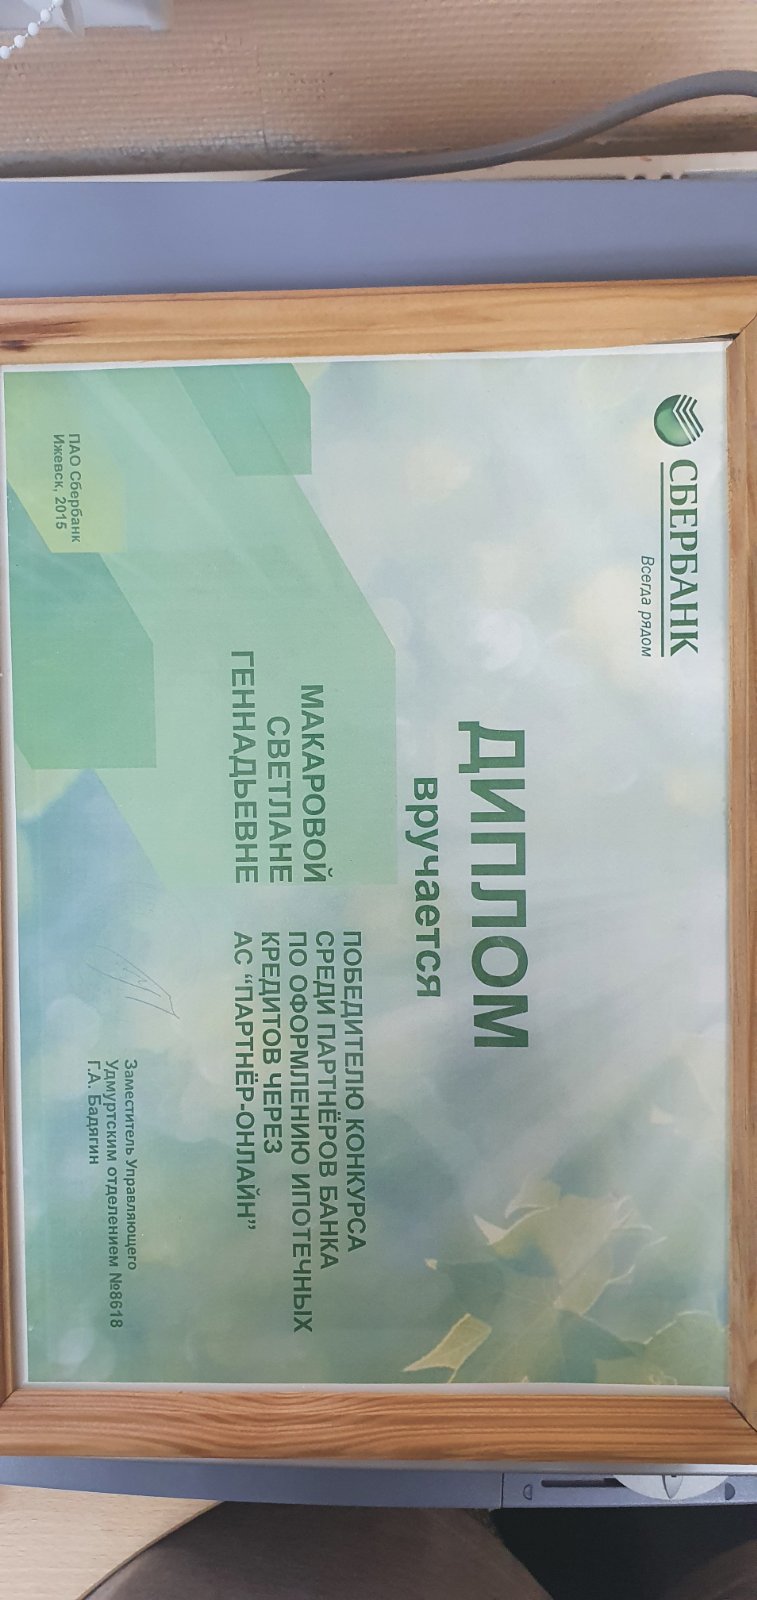 СБЕРБАНК
Всегда рядом
ДИПЛОМ
вручается
МАКАРОВОЙ
СВЕТЛАНЕ
ГЕННАДЬЕВНЕ
ПОБЕДИТЕЛЮ КОНКУРСА
СРЕДИ ПАРТНЁРОВ БАНКА
ПО ОФОРМЛЕНИЮ ИПОТЕЧНЫХ
КРЕДИТОВ ЧЕРЕЗ
АС “ПАРТНЁР-ОНЛАЙН”
Заместитель Управляющего
Удмуртским отделением №8618
Г.А. Бадягин
ПАО Сбербанк
Ижевск, 2015